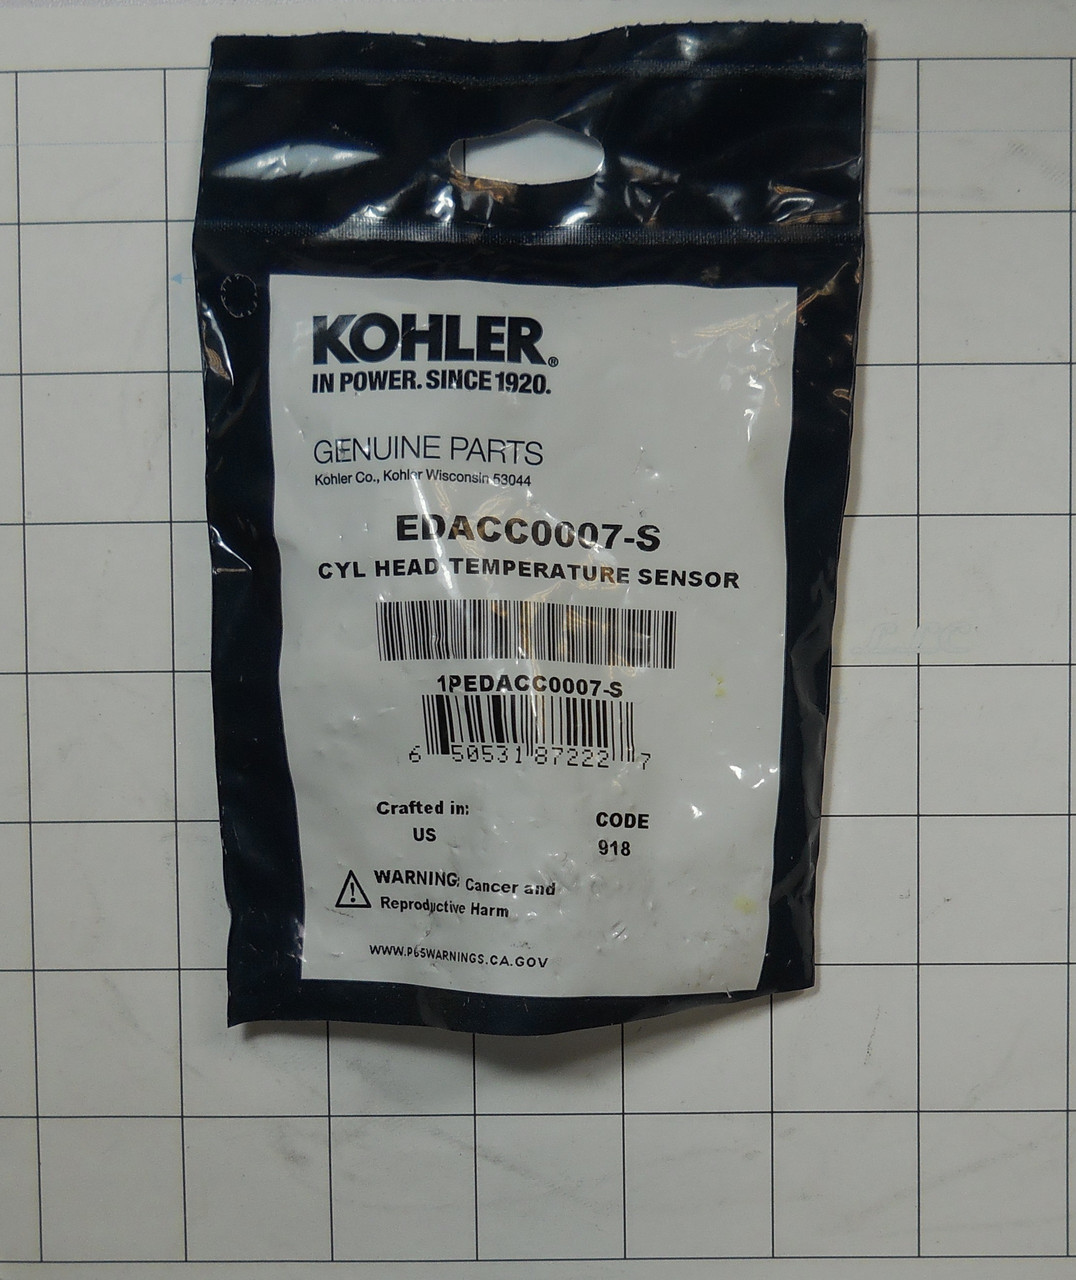 KOHLER®
IN POWER. SINCE 1920.
GENUINE PARTS
Kohler Co., Kohler Wisconsin 53044
EDACC0007-S
CYL HEAD TEMPERATURE SENSOR
1PEDACC0007-S
6 50531 87222 7
Crafted in: CODE
US 918
WARNING: Cancer and
Reproductive Harm
WWW.P65WARNINGS.CA.GOV